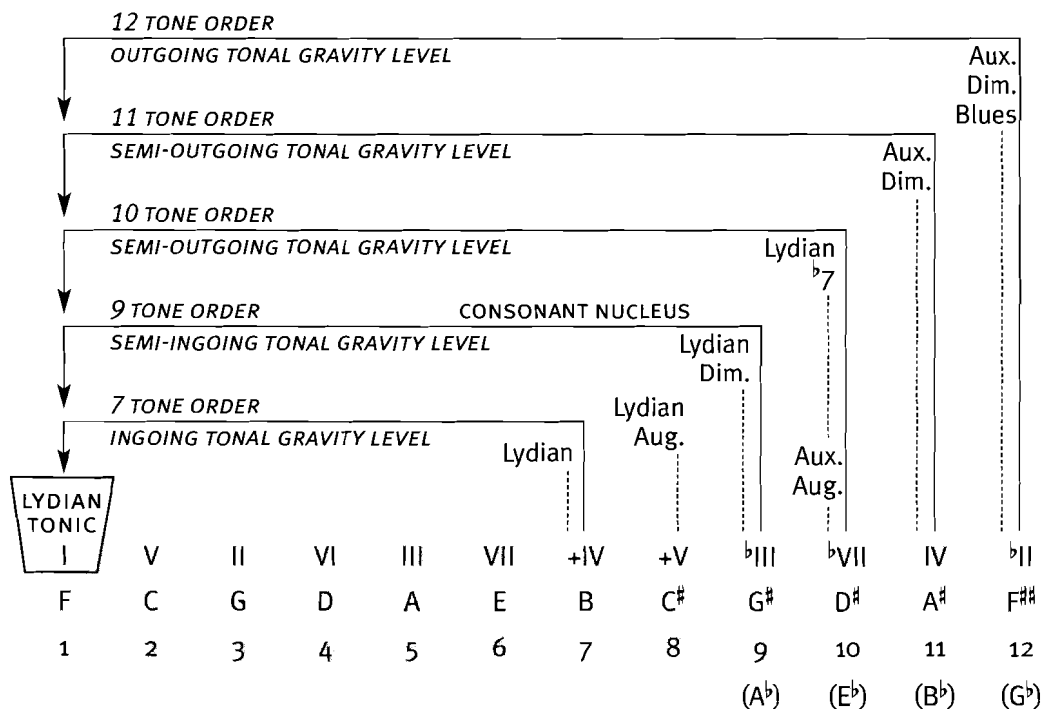 12 TONE ORDER
OUTGOING TONAL GRAVITY LEVEL
Aux.
Dim.
Blues
11 TONE ORDER
SEMI-OUTGOING TONAL GRAVITY LEVEL
Aux.
Dim.
10 TONE ORDER
SEMI-OUTGOING TONAL GRAVITY LEVEL
Lydian
♭7
9 TONE ORDER CONSONANT NUCLEUS
SEMI-INGOING TONAL GRAVITY LEVEL
Lydian
Dim.
7 TONE ORDER
INGOING TONAL GRAVITY LEVEL
Lydian
Lydian
Aug.
Aux.
Aug.
LYDIAN
TONIC
I V II VI III VII +IV +V ♭III ♭VII IV ♭II
F C G D A E B C♯ G♯ D♯ A♯ F♯♯
1 2 3 4 5 6 7 8 9 10 11 12
(A♭) (E♭) (B♭) (G♭)